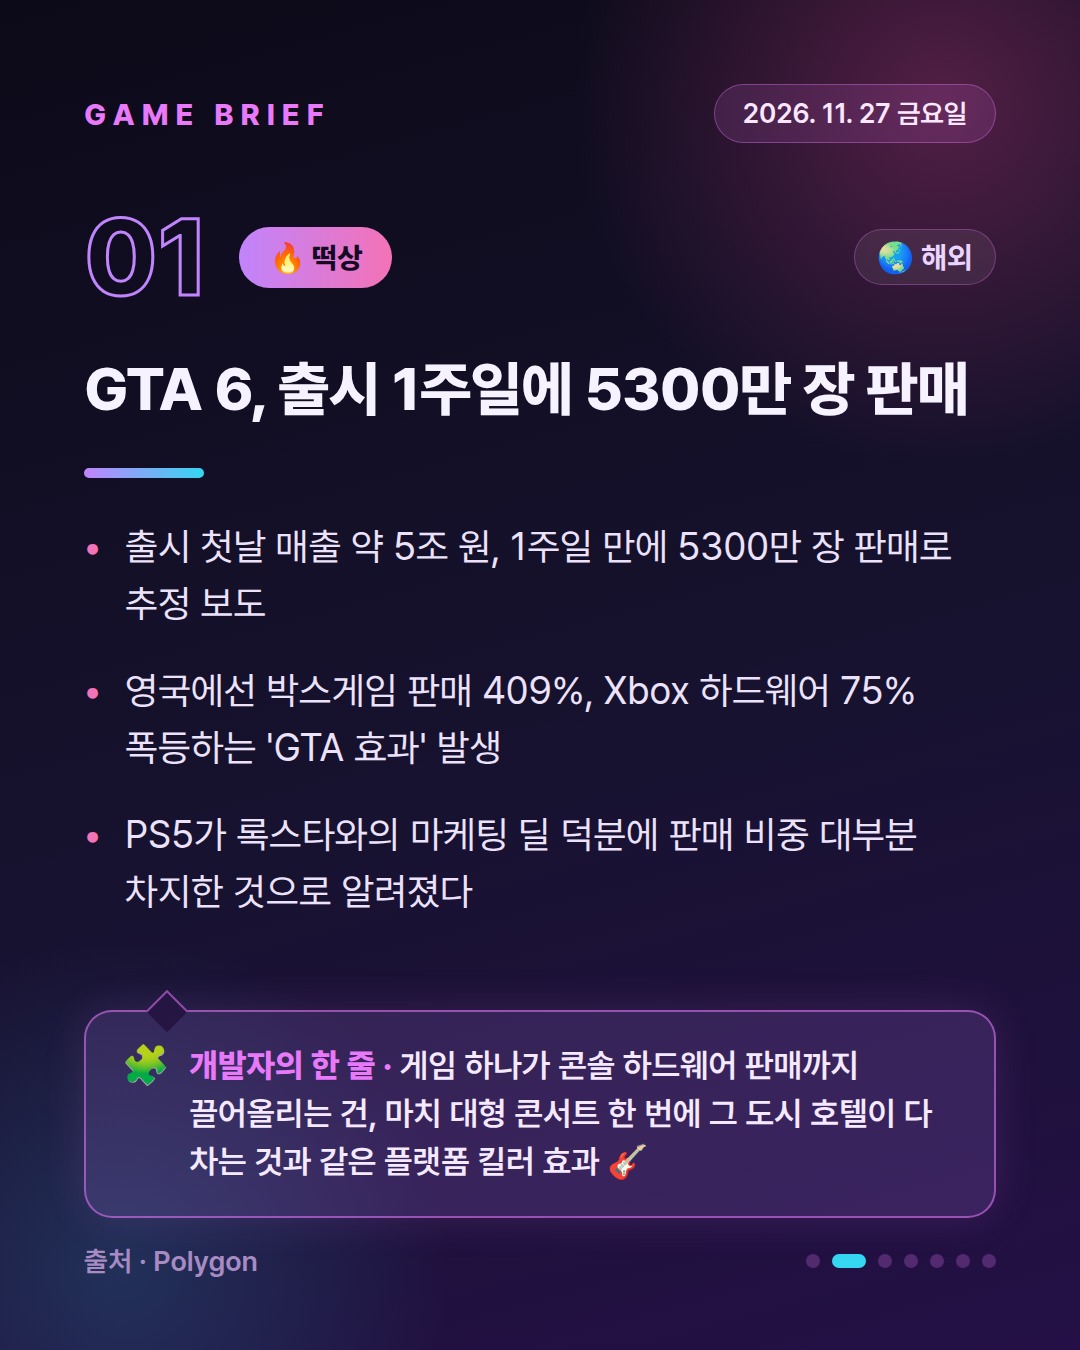 GAME BRIEF
2026. 11. 27 금요일
01
🔥 떡상
🌏 해외
GTA 6, 출시 1주일에 5300만 장 판매
• 출시 첫날 매출 약 5조 원, 1주일 만에 5300만 장 판매로
추정 보도
• 영국에선 박스게임 판매 409%, Xbox 하드웨어 75%
폭등하는 'GTA 효과' 발생
• PS5가 록스타와의 마케팅 딜 덕분에 판매 비중 대부분
차지한 것으로 알려졌다
🧩 개발자의 한 줄 · 게임 하나가 콘솔 하드웨어 판매까지
끌어올리는 건, 마치 대형 콘서트 한 번에 그 도시 호텔이 다
차는 것과 같은 플랫폼 킬러 효과 🎸
출처 · Polygon